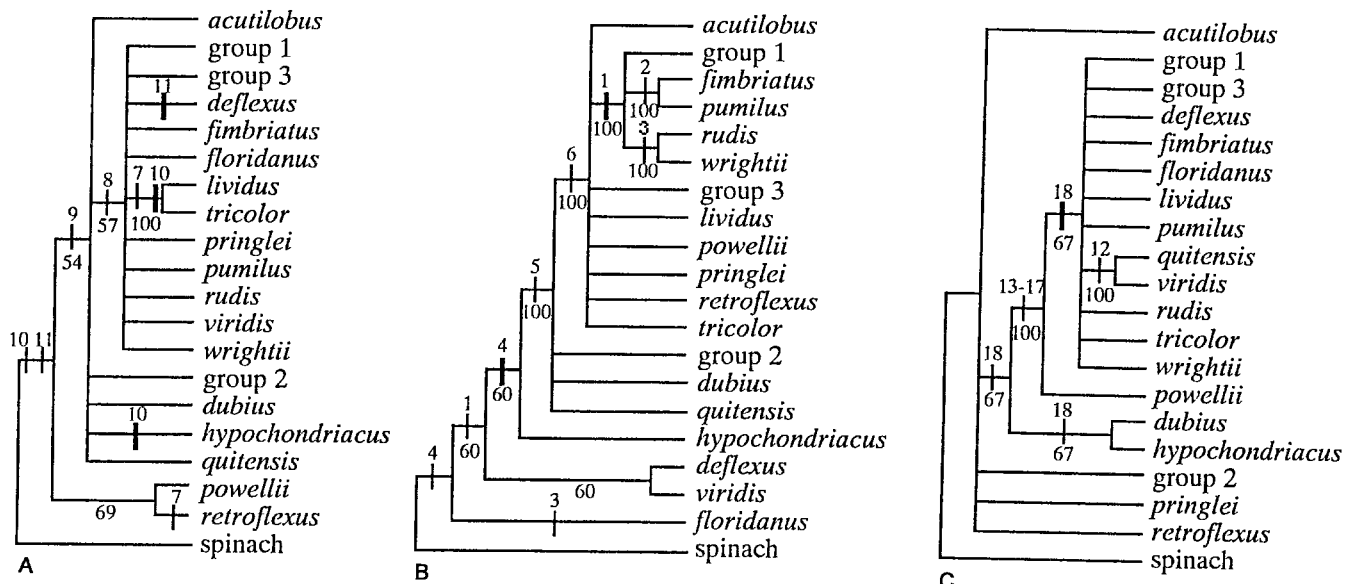 acutilobus
group 1
group 3
11
deflexus
fimbriatus
floridanus
7 10
lividus
100
tricolor
8
57
pringlei
9
54
pumilus
rudis
viridis
10 11
wrightii
group 2
dubius
10
hypochondriacus
quitensis
powellii
69
7
retroflexus
spinach
A
acutilobus
group 1
1
100
2
100
fimbriatus
pumilus
3
100
rudis
wrightii
6
100
group 3
lividus
powellii
pringlei
5
100
retroflexus
tricolor
4
60
group 2
dubius
quitensis
1
60
hypochondriacus
deflexus
60
viridis
4
3
floridanus
spinach
B
acutilobus
group 1
group 3
deflexus
fimbriatus
floridanus
18
67
lividus
pumilus
12
100
quitensis
viridis
13-17
100
rudis
tricolor
18
67
wrightii
powellii
18
67
dubius
hypochondriacus
group 2
pringlei
retroflexus
spinach
C